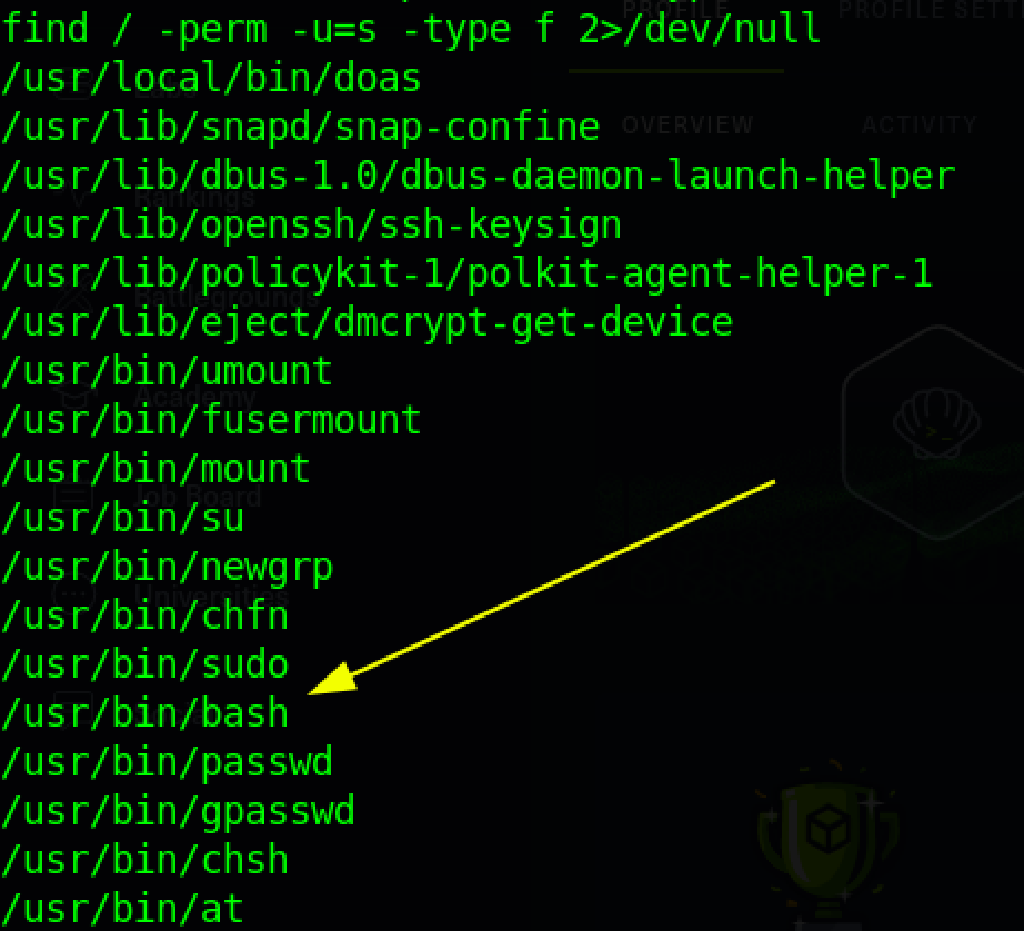 PROFILE PROFILE SETTI
find / -perm -u=s -type f 2>/dev/null
/usr/local/bin/doas
OVERVIEW ACTIVITY
/usr/lib/snapd/snap-confine
/usr/lib/dbus-1.0/dbus-daemon-launch-helper
Rankings
/usr/lib/openssh/ssh-keysign
/usr/lib/policykit-1/polkit-agent-helper-1
Battlegrounds
/usr/lib/eject/dmcrypt-get-device
/usr/bin/umount
Academy
/usr/bin/fusermount
/usr/bin/mount
Job Board
/usr/bin/su
/usr/bin/newgrp
Universities
/usr/bin/chfn
/usr/bin/sudo
/usr/bin/bash
/usr/bin/passwd
/usr/bin/gpasswd
/usr/bin/chsh
/usr/bin/at